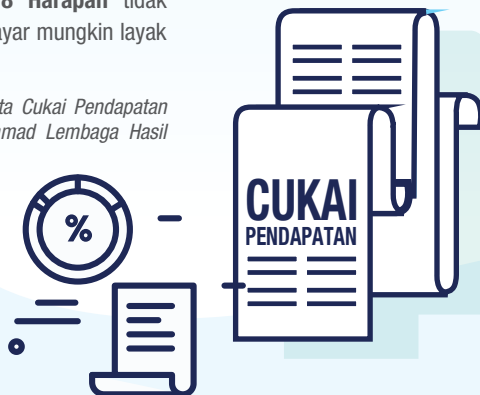 8 Harapan tidak
ayar mungkin layak
ta Cukai Pendapatan
mad Lembaga Hasil
CUKAI
PENDAPATAN
%